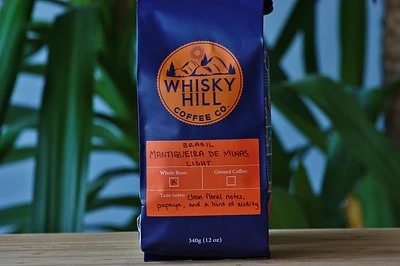 WHISKY
HILL
COFFEE CO.
BRASIL
MANTIQUEIRA DE MINAS
LIGHT
Whole Bean: Ground Coffee:
Taste notes: clean floral notes,
papaya, and a hint of acidity
340g (12 oz)